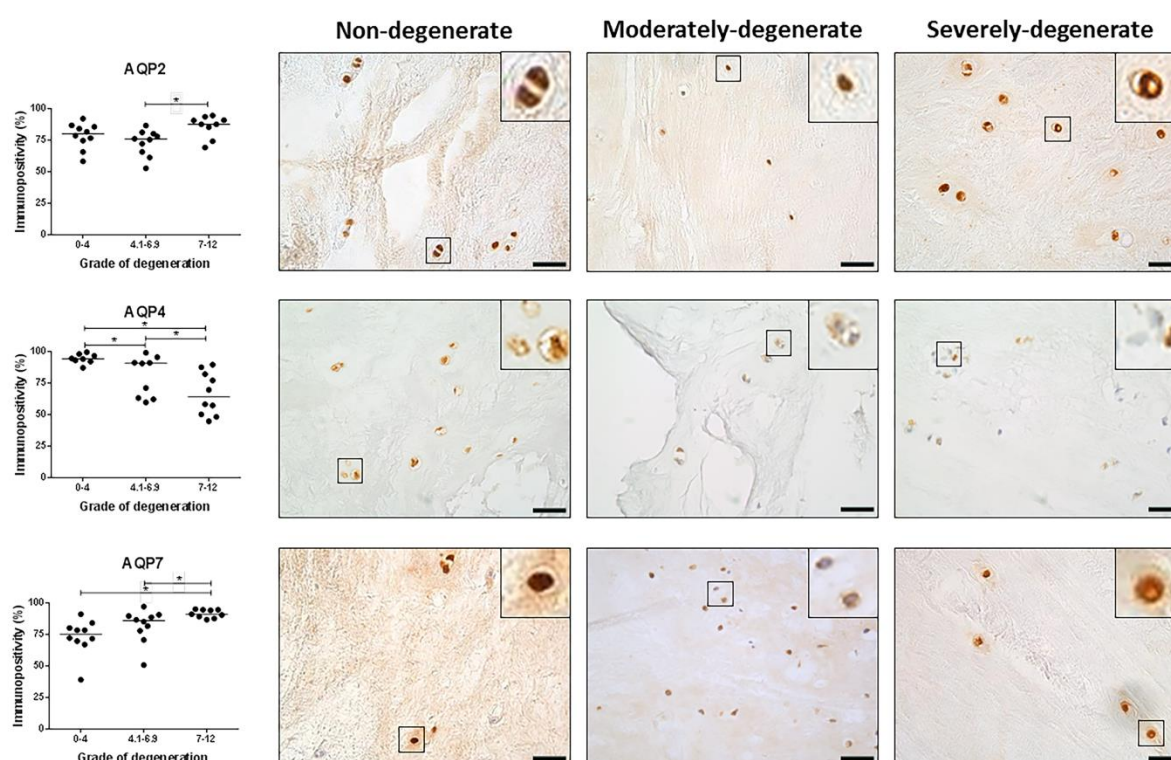 Non-degenerate
Moderately-degenerate
Severely-degenerate
AQP2
*
100
75
50
25
0
Immunopositivity (%)
0-4 4.1-6.9 7-12
Grade of degeneration
AQP4
*
* *
100
75
50
25
0
Immunopositivity (%)
0-4 4.1-6.9 7-12
Grade of degeneration
AQP7
*
*
100
75
50
25
0
Immunopositivity (%)
0-4 4.1-6.9 7-12
Grade of degeneration